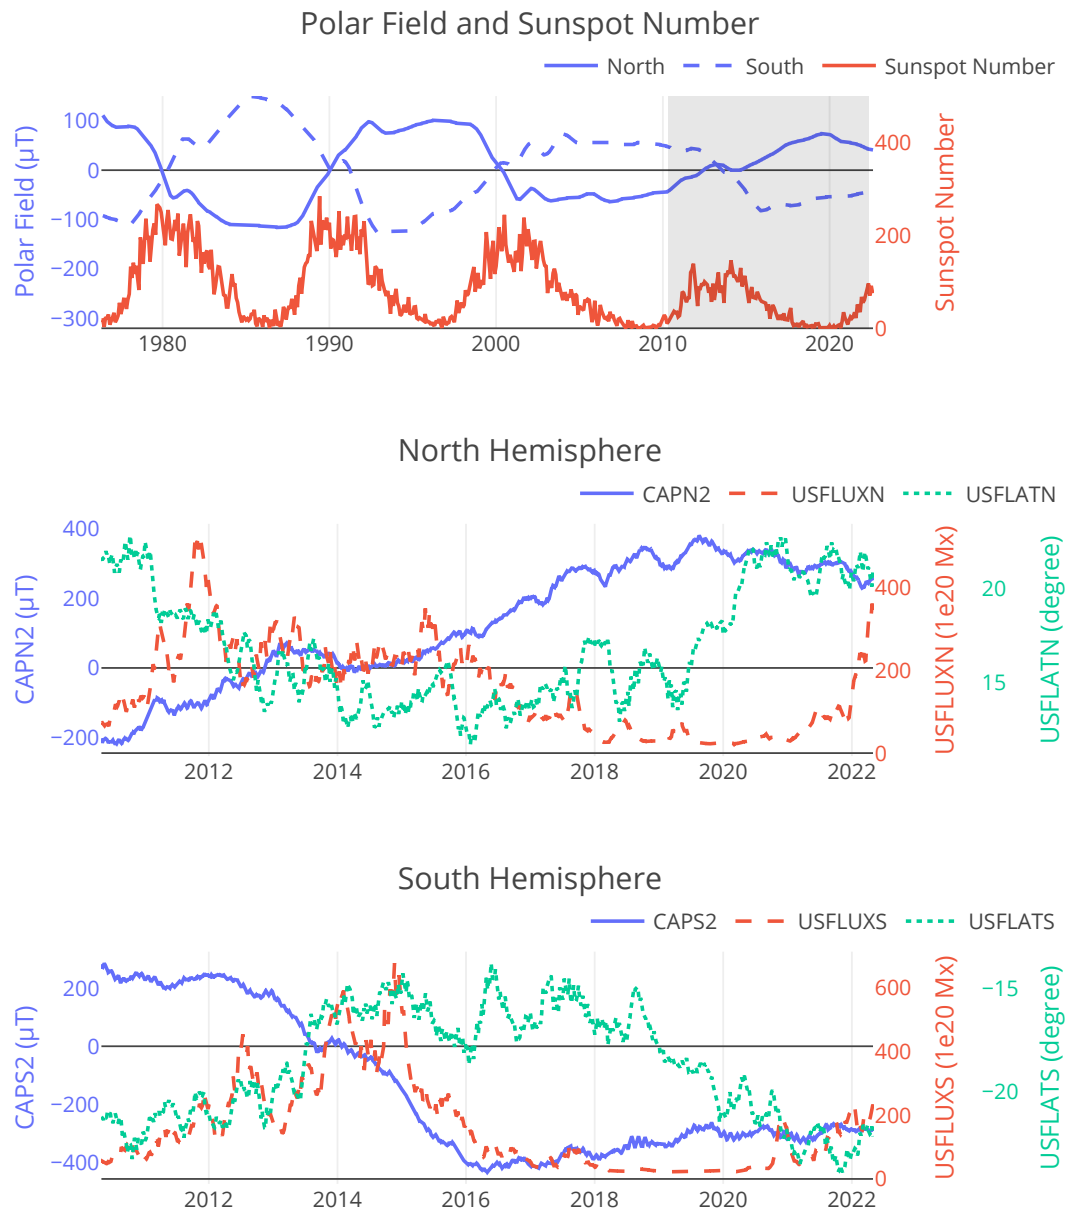 Polar Field and Sunspot Number
North South Sunspot Number
Polar Field (μT)
100
0
−100
−200
−300
400
200
0
Sunspot Number
1980 1990 2000 2010 2020
North Hemisphere
CAPN2 USFLUXN USFLATN
CAPN2 (μT)
400
200
0
−200
400
200
0
USFLUXN (1e20 Mx)
20
15
USFLATN (degree)
2012 2014 2016 2018 2020 2022
South Hemisphere
CAPS2 USFLUXS USFLATS
CAPS2 (μT)
200
0
−200
−400
600
400
200
0
USFLUXS (1e20 Mx)
−15
−20
USFLATS (degree)
2012 2014 2016 2018 2020 2022